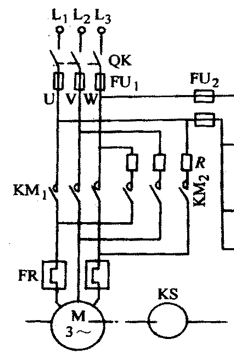 L₁ L₂ L₃
QK
FU₁
FU₂
U V W
R
KM₁
KM₂
FR
M
3～
KS